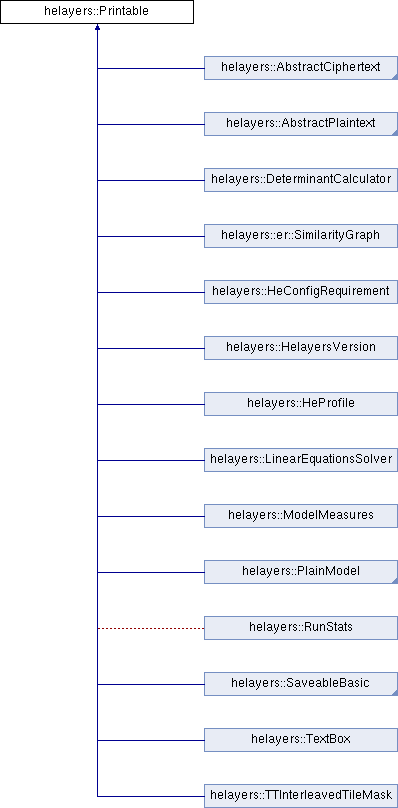 helayers::Printable
helayers::AbstractCiphertext
helayers::AbstractPlaintext
helayers::DeterminantCalculator
helayers::er::SimilarityGraph
helayers::HeConfigRequirement
helayers::HelayersVersion
helayers::HeProfile
helayers::LinearEquationsSolver
helayers::ModelMeasures
helayers::PlainModel
helayers::RunStats
helayers::SaveableBasic
helayers::TextBox
helayers::TTInterleavedTileMask